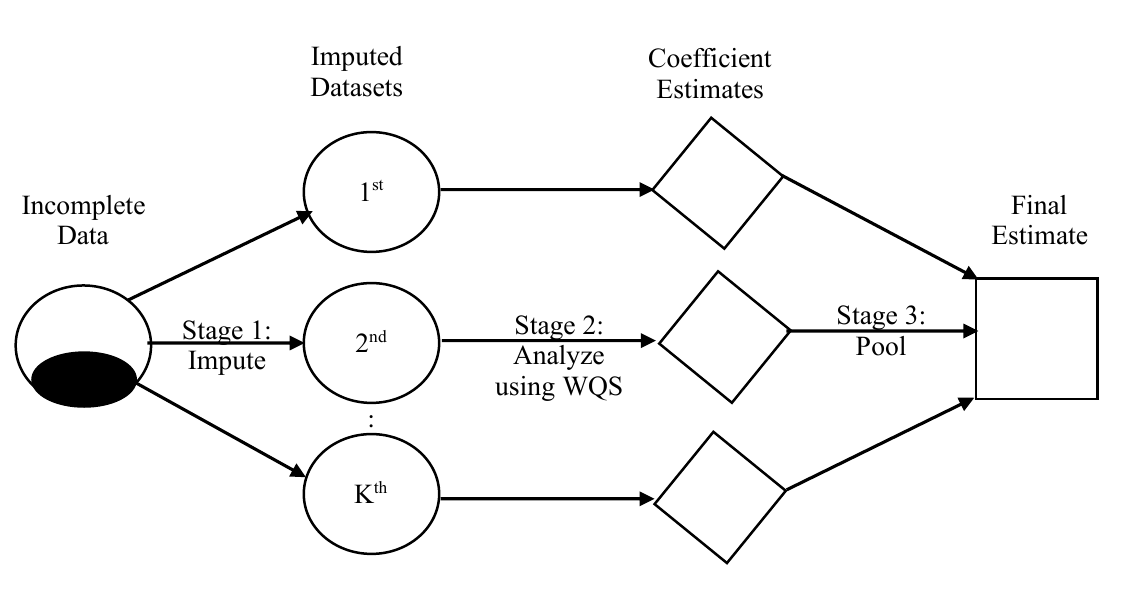 Imputed
Datasets
Coefficient
Estimates
Incomplete
Data
Final
Estimate
1st
Stage 1:
Impute
2nd
Stage 2:
Analyze
using WQS
Stage 3:
Pool
:
Kth